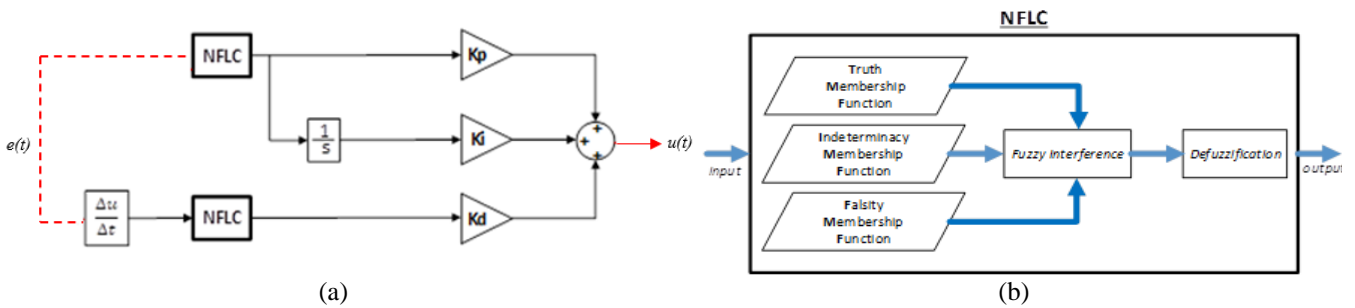 NFLC
Kp
e(t)
1
s
Ki
u(t)
+
+
+
Δu
Δt
NFLC
Kd
(a)
NFLC
Truth
Membership
Function
Indeterminacy
Membership
Function
Falsity
Membership
Function
Input
Fuzzy Interference
Defuzzification
output
(b)